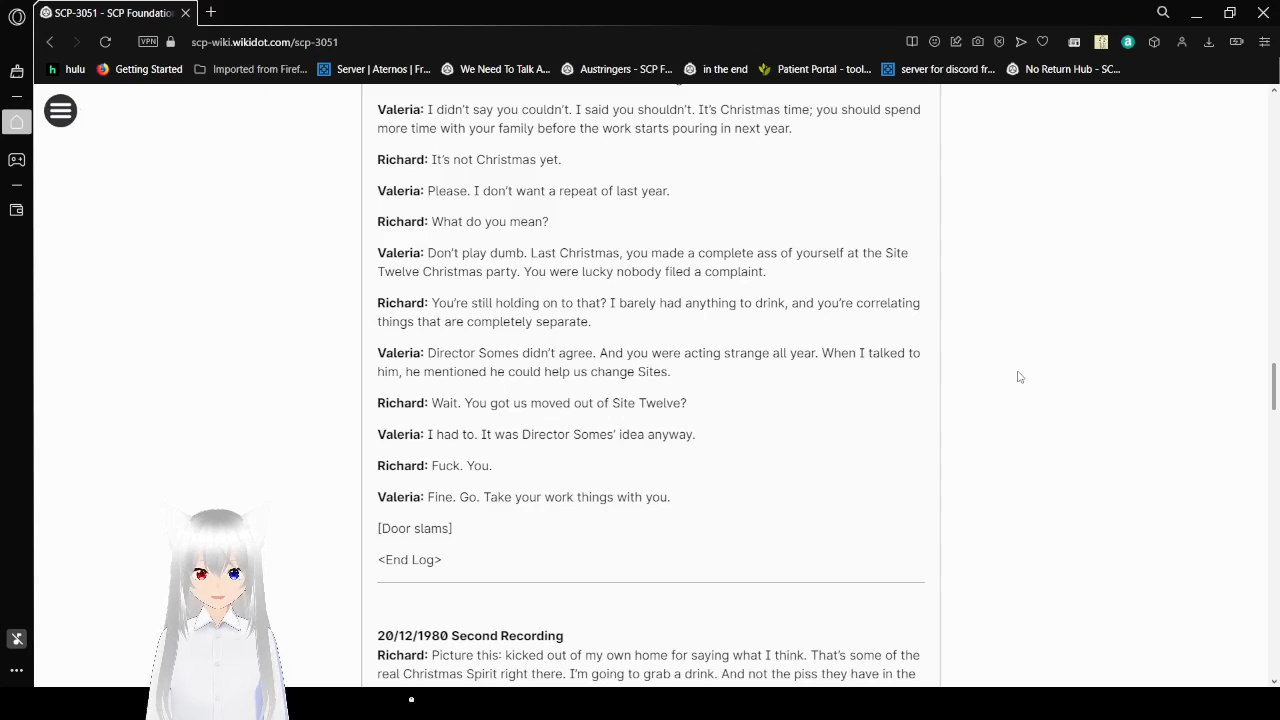 SCP-3051 - SCP Foundatio
VPN
scp-wiki.wikidot.com/scp-3051
hulu
Getting Started
Imported from Firef...
Server | Aternos | Fr...
We Need To Talk A...
Austringers - SCP F...
in the end
Patient Portal - tool...
server for discord fr...
No Return Hub - SC...
Valeria: I didn't say you couldn't. I said you shouldn't. It's Christmas time; you should spend
more time with your family before the work starts pouring in next year.
Richard: It's not Christmas yet.
Valeria: Please. I don't want a repeat of last year.
Richard: What do you mean?
Valeria: Don't play dumb. Last Christmas, you made a complete ass of yourself at the Site
Twelve Christmas party. You were lucky nobody filed a complaint.
Richard: You're still holding on to that? I barely had anything to drink, and you're correlating
things that are completely separate.
Valeria: Director Somes didn't agree. And you were acting strange all year. When I talked to
him, he mentioned he could help us change Sites.
Richard: Wait. You got us moved out of Site Twelve?
Valeria: I had to. It was Director Somes' idea anyway.
Richard: Fuck. You.
Valeria: Fine. Go. Take your work things with you.
[Door slams]
<End Log>
20/12/1980 Second Recording
Richard: Picture this: kicked out of my own home for saying what I think. That's some of the
real Christmas Spirit right there. I'm going to grab a drink. And not the piss they have in the